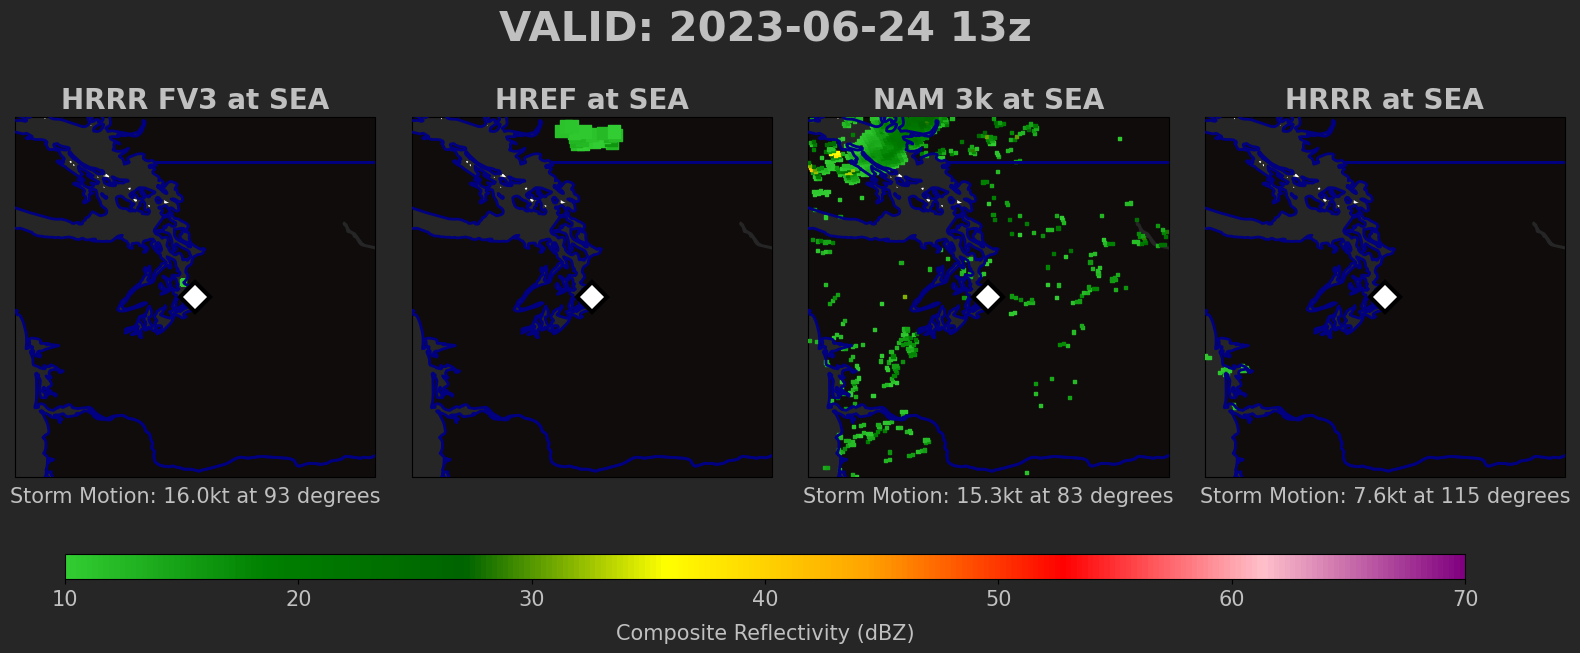 VALID: 2023-06-24 13z
HRRR FV3 at SEA
HREF at SEA
NAM 3k at SEA
HRRR at SEA
Storm Motion: 16.0kt at 93 degrees
Storm Motion: 15.3kt at 83 degrees
Storm Motion: 7.6kt at 115 degrees
10 20 30 40 50 60 70
Composite Reflectivity (dBZ)